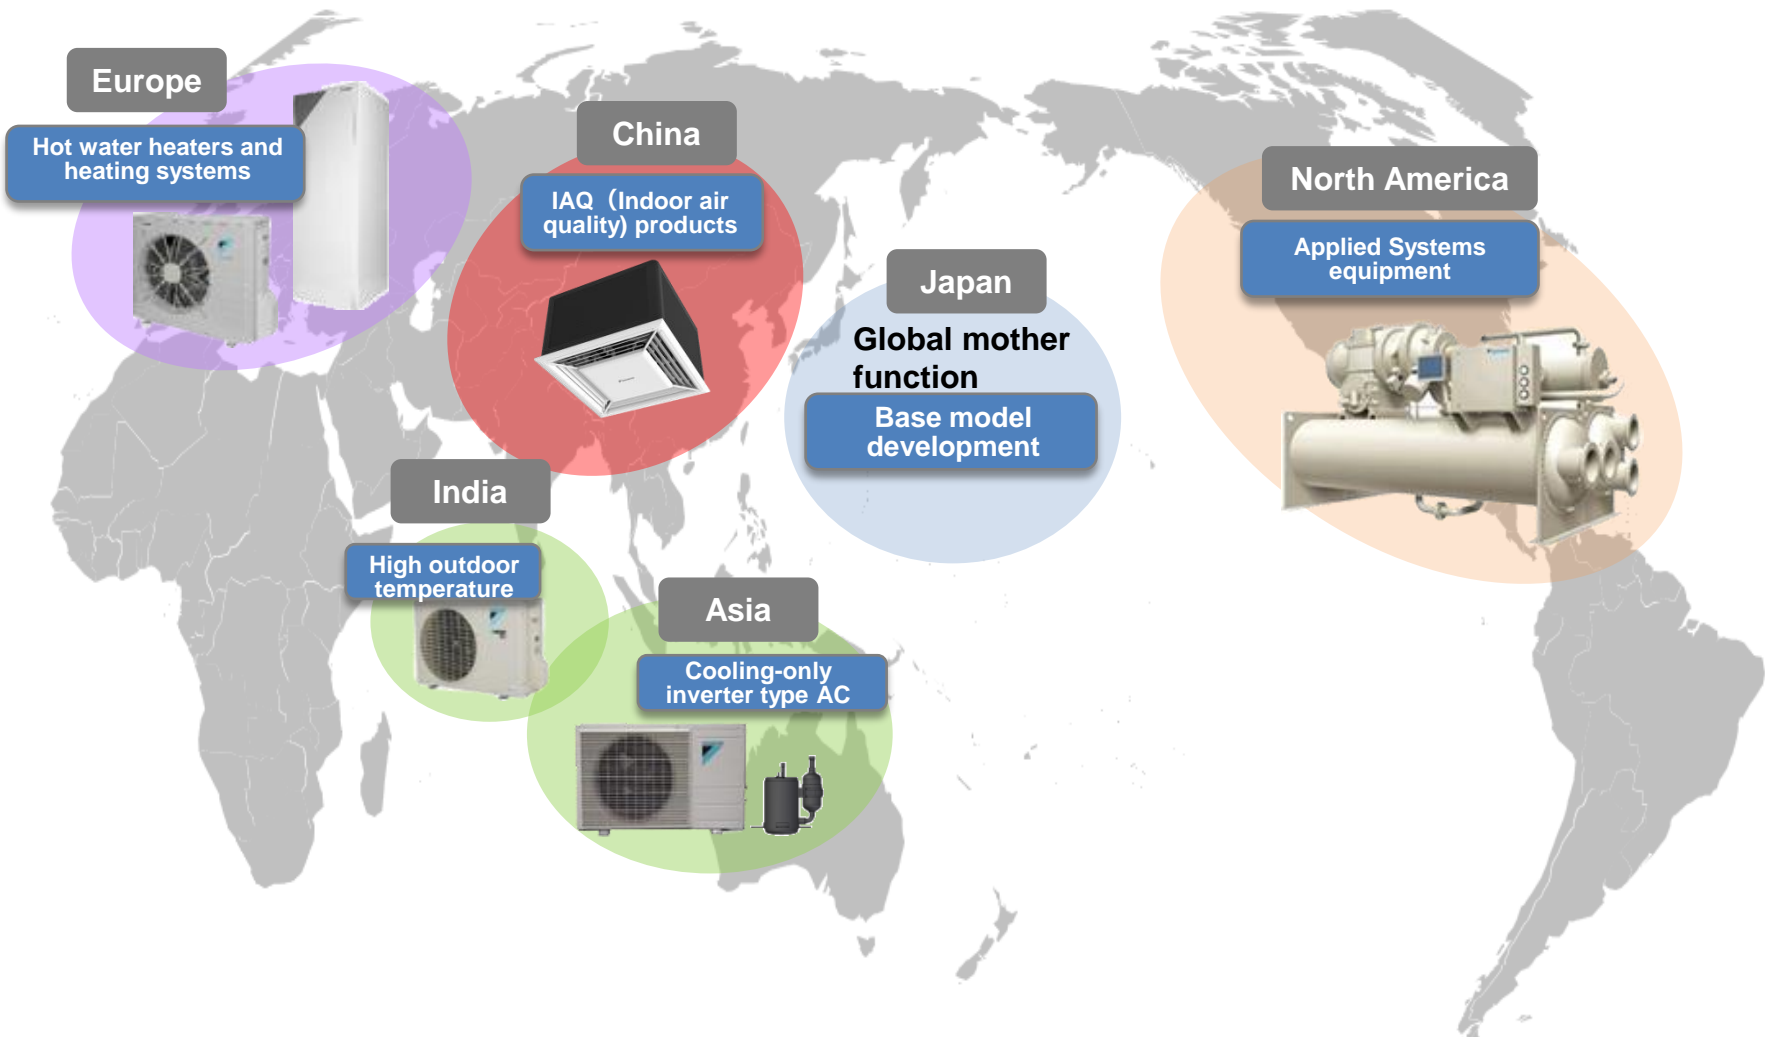 Europe
Hot water heaters and
heating systems
China
IAQ（Indoor air
quality) products
Japan
Global mother
function
Base model
development
North America
Applied Systems
equipment
India
High outdoor
temperature
Asia
Cooling-only
inverter type AC